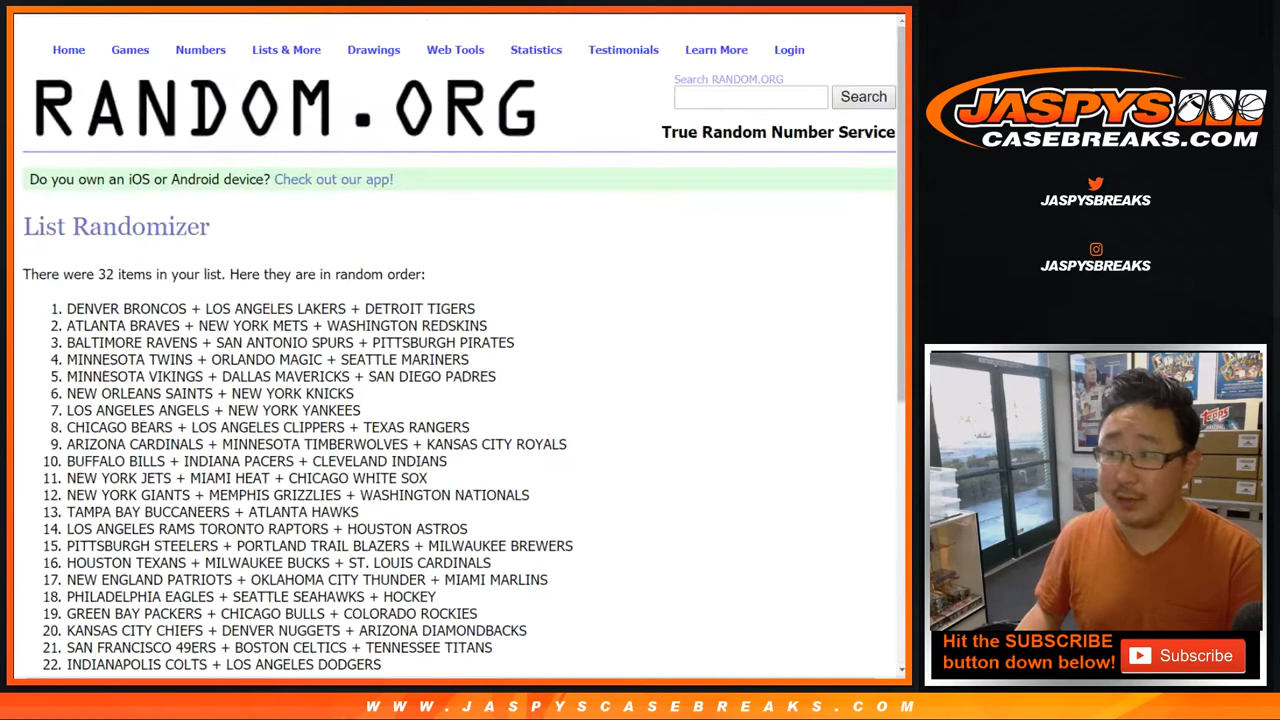 Home Games Numbers Lists & More Drawings Web Tools Statistics Testimonials Learn More Login
RANDOM.ORG
Search RANDOM.ORG
Search
True Random Number Service
Do you own an iOS or Android device? Check out our app!
List Randomizer
There were 32 items in your list. Here they are in random order:
1. DENVER BRONCOS + LOS ANGELES LAKERS + DETROIT TIGERS
2. ATLANTA BRAVES + NEW YORK METS + WASHINGTON REDSKINS
3. BALTIMORE RAVENS + SAN ANTONIO SPURS + PITTSBURGH PIRATES
4. MINNESOTA TWINS + ORLANDO MAGIC + SEATTLE MARINERS
5. MINNESOTA VIKINGS + DALLAS MAVERICKS + SAN DIEGO PADRES
6. NEW ORLEANS SAINTS + NEW YORK KNICKS
7. LOS ANGELES ANGELS + NEW YORK YANKEES
8. CHICAGO BEARS + LOS ANGELES CLIPPERS + TEXAS RANGERS
9. ARIZONA CARDINALS + MINNESOTA TIMBERWOLVES + KANSAS CITY ROYALS
10. BUFFALO BILLS + INDIANA PACERS + CLEVELAND INDIANS
11. NEW YORK JETS + MIAMI HEAT + CHICAGO WHITE SOX
12. NEW YORK GIANTS + MEMPHIS GRIZZLIES + WASHINGTON NATIONALS
13. TAMPA BAY BUCCANEERS + ATLANTA HAWKS
14. LOS ANGELES RAMS TORONTO RAPTORS + HOUSTON ASTROS
15. PITTSBURGH STEELERS + PORTLAND TRAIL BLAZERS + MILWAUKEE BREWERS
16. HOUSTON TEXANS + MILWAUKEE BUCKS + ST. LOUIS CARDINALS
17. NEW ENGLAND PATRIOTS + OKLAHOMA CITY THUNDER + MIAMI MARLINS
18. PHILADELPHIA EAGLES + SEATTLE SEAHAWKS + HOCKEY
19. GREEN BAY PACKERS + CHICAGO BULLS + COLORADO ROCKIES
20. KANSAS CITY CHIEFS + DENVER NUGGETS + ARIZONA DIAMONDBACKS
21. SAN FRANCISCO 49ERS + BOSTON CELTICS + TENNESSEE TITANS
22. INDIANAPOLIS COLTS + LOS ANGELES DODGERS
JASPYS
CASEBREAKS.COM
JASPYSBREAKS
JASPYSBREAKS
Topps
Hit the SUBSCRIBE
button down below!
Subscribe
WWW.JASPYSCASEBREAKS.COM